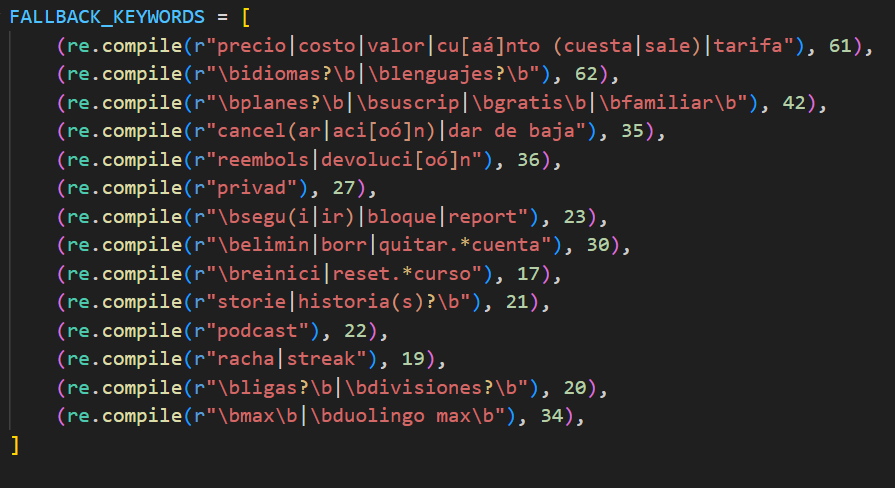 FALLBACK_KEYWORDS = [
    (re.compile(r"precio|costo|valor|cu[aá]nto (cuesta|sale)|tarifa"), 61),
    (re.compile(r"\bidiomas?\b|\blenguajes?\b"), 62),
    (re.compile(r"\bplanes?\b|\bsuscrip|\bgratis\b|\bfamiliar\b"), 42),
    (re.compile(r"cancel(ar|aci[oó]n)|dar de baja"), 35),
    (re.compile(r"reembols|devoluci[oó]n"), 36),
    (re.compile(r"privad"), 27),
    (re.compile(r"\bsegu(i|ir)|bloque|report"), 23),
    (re.compile(r"\belimin|borr|quitar.*cuenta"), 30),
    (re.compile(r"\breinici|reset.*curso"), 17),
    (re.compile(r"storie|historia(s)?\b"), 21),
    (re.compile(r"podcast"), 22),
    (re.compile(r"racha|streak"), 19),
    (re.compile(r"\bligas?\b|\bdivisiones?\b"), 20),
    (re.compile(r"\bmax\b|\bduolingo max\b"), 34),
]